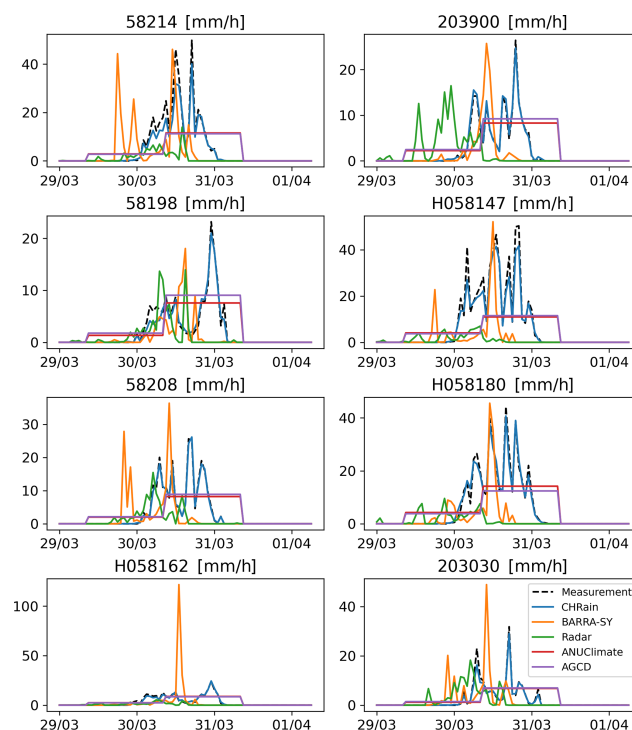 58214 [mm/h]
40
20
0
29/03 30/03 31/03 01/04
203900 [mm/h]
20
10
0
29/03 30/03 31/03 01/04
58198 [mm/h]
20
10
0
29/03 30/03 31/03 01/04
H058147 [mm/h]
40
20
0
29/03 30/03 31/03 01/04
58208 [mm/h]
30
20
10
0
29/03 30/03 31/03 01/04
H058180 [mm/h]
40
20
0
29/03 30/03 31/03 01/04
H058162 [mm/h]
100
50
0
29/03 30/03 31/03 01/04
203030 [mm/h]
40
20
0
29/03 30/03 31/03 01/04
Measurement
CHRain
BARRA-SY
Radar
ANUClimate
AGCD